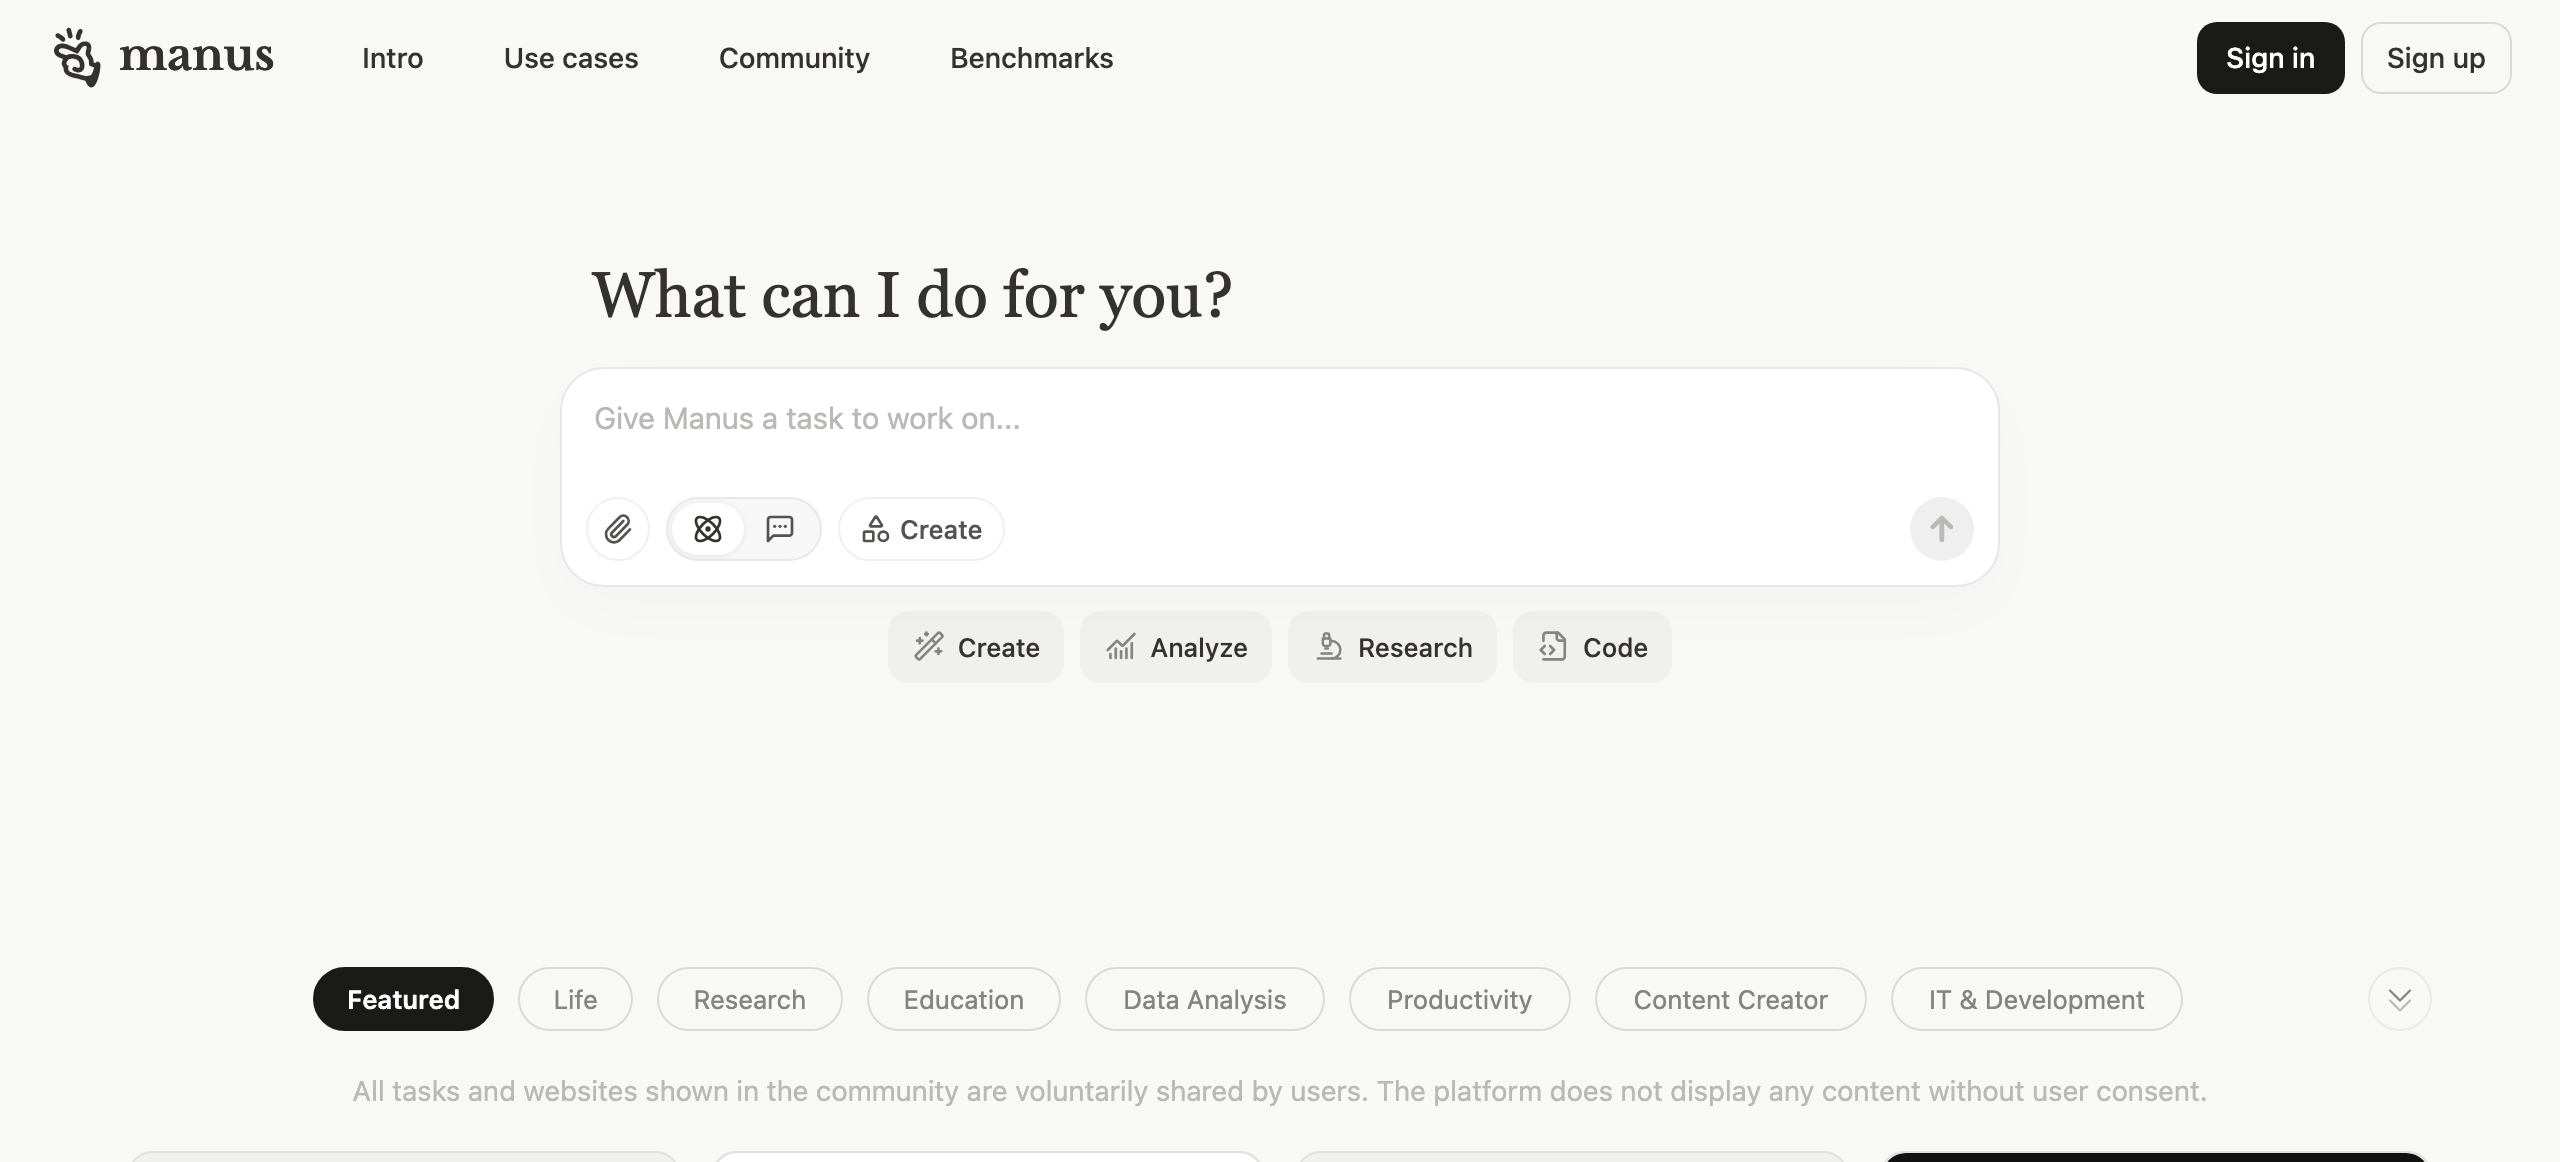 manus Intro Use cases Community Benchmarks Sign in Sign up
What can I do for you?
Give Manus a task to work on...
Create
Create Analyze Research Code
Featured Life Research Education Data Analysis Productivity Content Creator IT & Development
All tasks and websites shown in the community are voluntarily shared by users. The platform does not display any content without user consent.